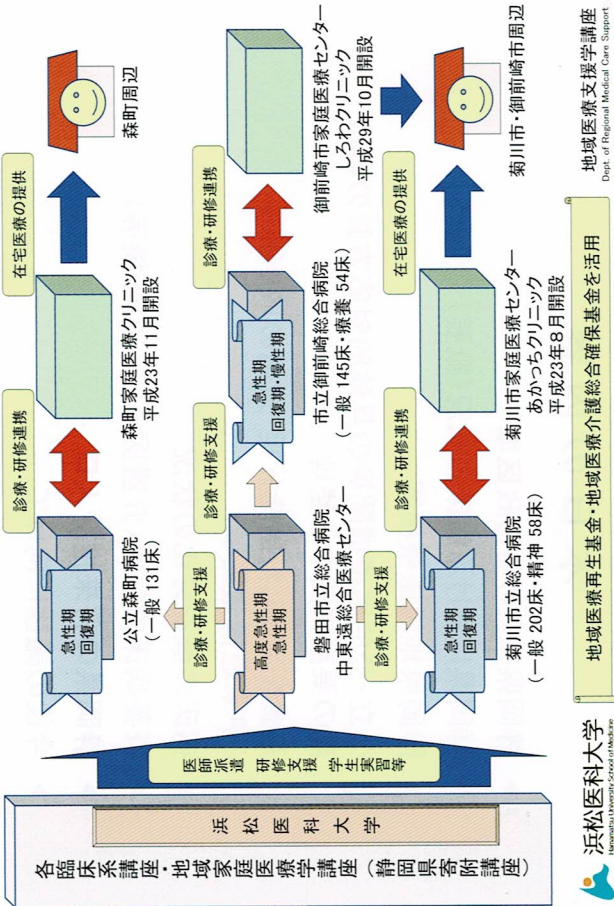 各臨床系講座・地域家庭医療学講座（静岡県寄附講座）
浜松医科大学
医師派遣　研修支援　学生実習等
急性期
回復期
公立森町病院
（一般 131床）
診療・研修連携
森町家庭医療クリニック
平成23年11月開設
在宅医療の提供
森町周辺
診療・研修支援
高度急性期
急性期
磐田市立総合病院
中東遠総合医療センター
診療・研修支援
急性期
回復期・慢性期
市立御前崎総合病院
（一般 145床・療養 54床）
診療・研修連携
御前崎市家庭医療センター
しろわクリニック
平成29年10月開設
診療・研修支援
急性期
回復期
菊川市立総合病院
（一般 202床・精神 58床）
診療・研修連携
菊川市家庭医療センター
あかっちクリニック
平成23年8月開設
在宅医療の提供
菊川市・御前崎市周辺
浜松医科大学
Hamamatsu University School of Medicine
地域医療再生基金・地域医療介護総合確保基金を活用
地域医療支援学講座
Dept. of Regional Medical Care Support